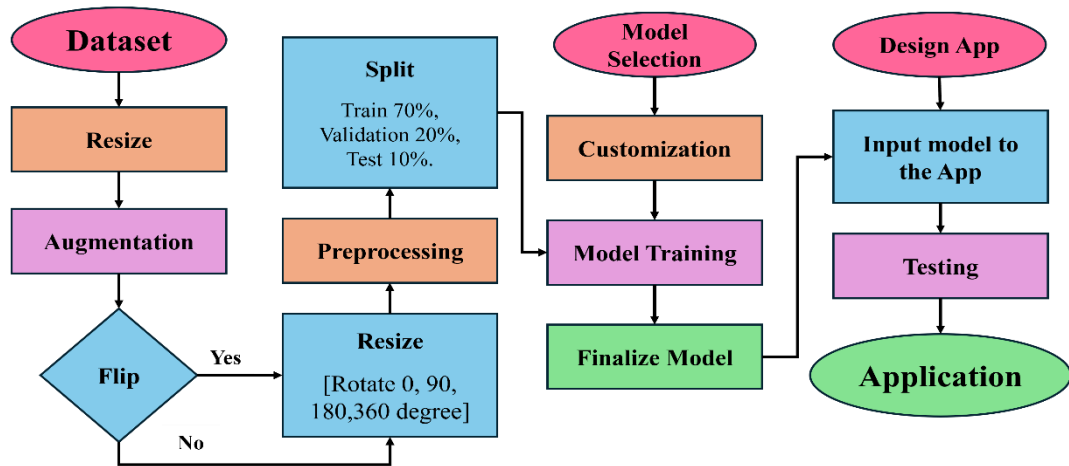 Dataset
Resize
Augmentation
Flip
Yes
No
Split
Train 70%,
Validation 20%,
Test 10%.
Preprocessing
Resize
[Rotate 0, 90,
180,360 degree]
Model
Selection
Customization
Model Training
Finalize Model
Design App
Input model to
the App
Testing
Application